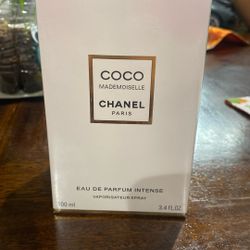 COCO
MADEMOISELLE
CHANEL
PARIS
EAU DE PARFUM INTENSE
VAPORISATEUR SPRAY
100 ml 3.4 FL.OZ